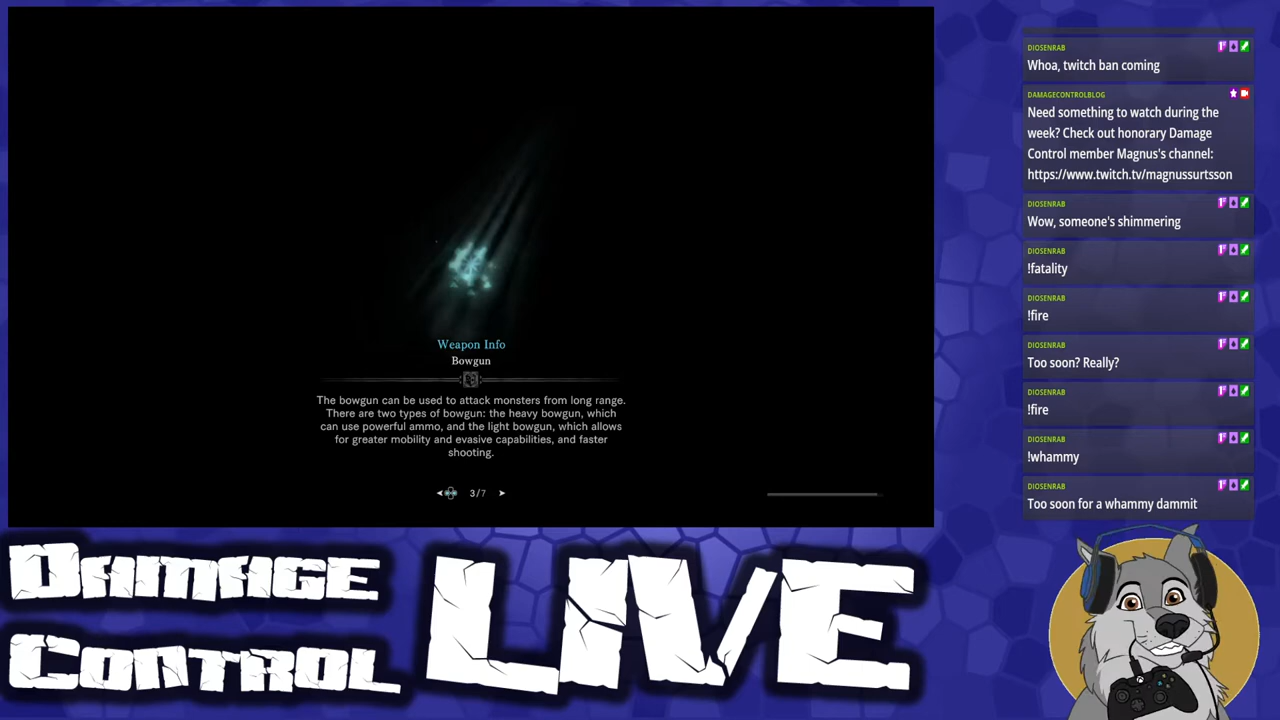 Weapon Info
Bowgun
The bowgun can be used to attack monsters from long range.
There are two types of bowgun: the heavy bowgun, which
can use powerful ammo, and the light bowgun, which allows
for greater mobility and evasive capabilities, and faster
shooting.
3/7
DIOSENRAB
Whoa, twitch ban coming
DAMAGECONTROLBLOG
Need something to watch during the
week? Check out honorary Damage
Control member Magnus's channel:
https://www.twitch.tv/magnussurtsson
DIOSENRAB
Wow, someone's shimmering
DIOSENRAB
!fatality
DIOSENRAB
!fire
DIOSENRAB
Too soon? Really?
DIOSENRAB
!fire
DIOSENRAB
!whammy
DIOSENRAB
Too soon for a whammy dammit
DAMAGE
CONTROL
LIVE